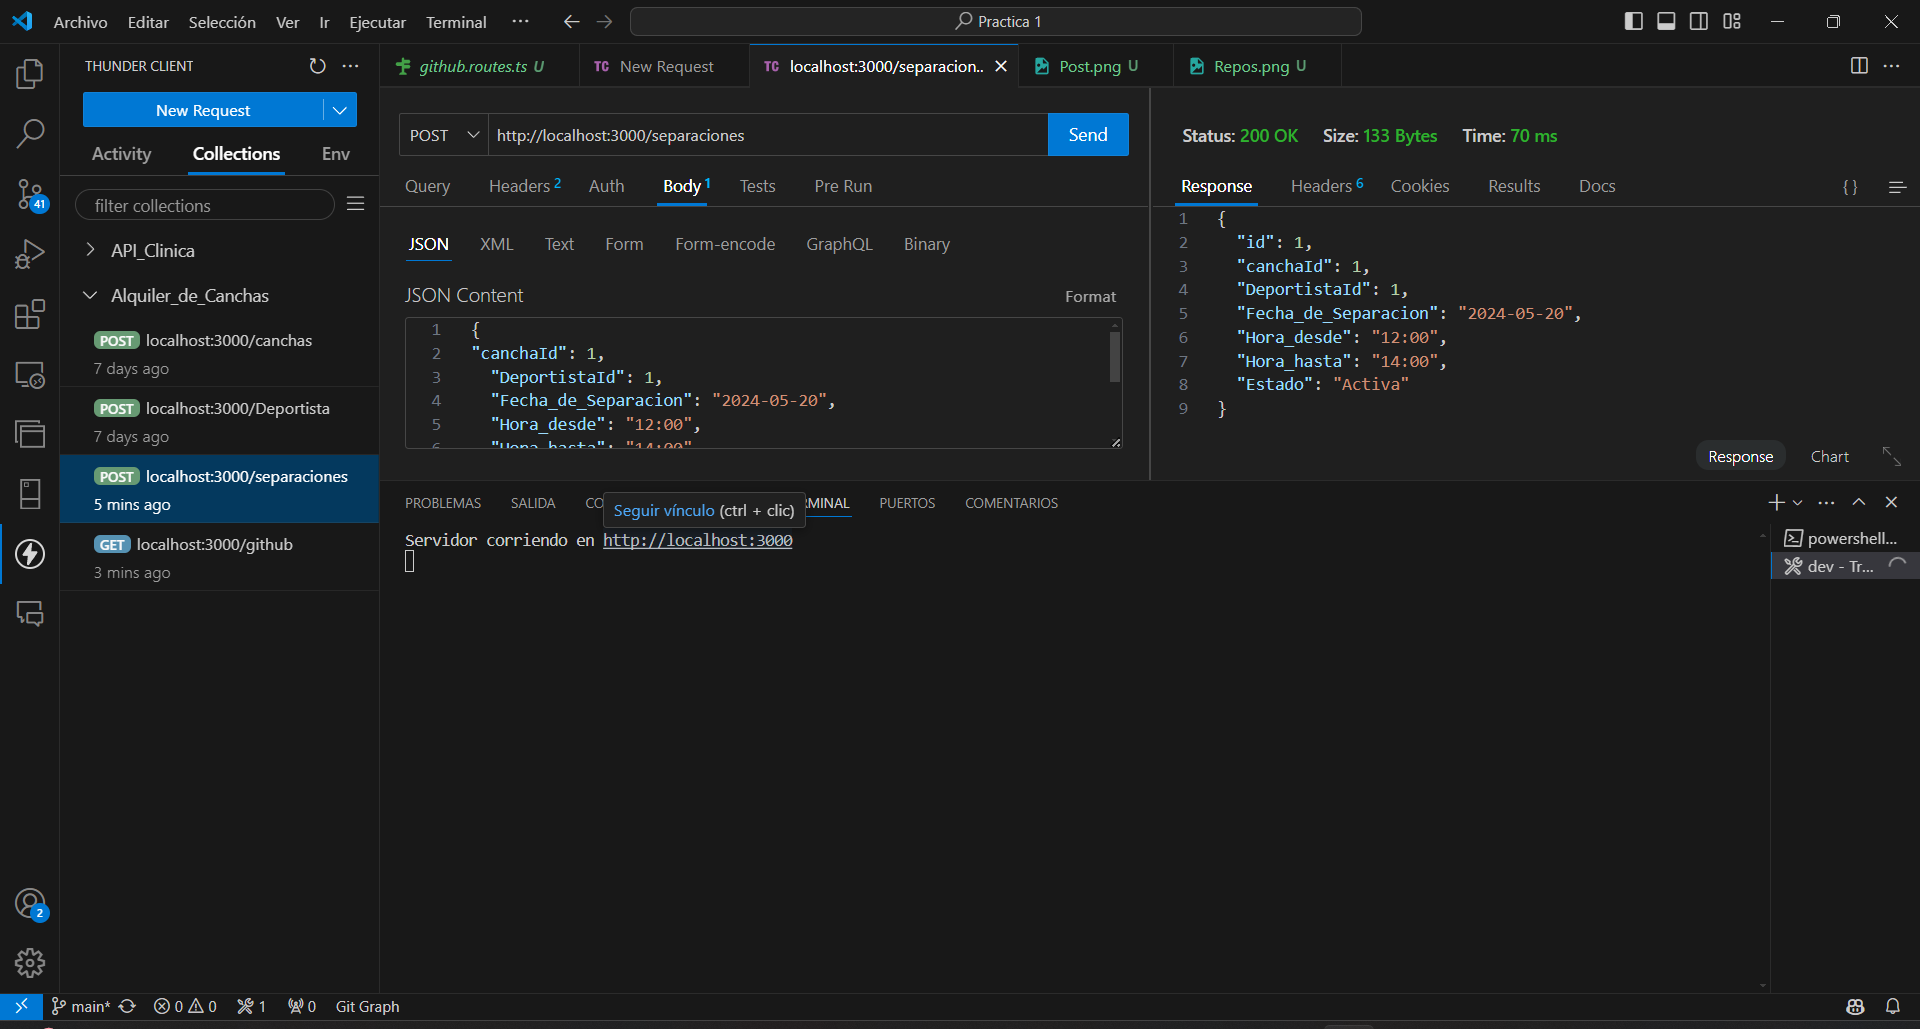 Archivo Editar Selección Ver Ir Ejecutar Terminal ··· Practica 1
THUNDER CLIENT
New Request
Activity Collections Env
filter collections
API_Clinica
Alquiler_de_Canchas
POST localhost:3000/canchas
7 days ago
POST localhost:3000/Deportista
7 days ago
POST localhost:3000/separaciones
5 mins ago
GET localhost:3000/github
3 mins ago
41
2
github.routes.ts U
TC New Request
TC localhost:3000/separacion..
Post.png U
Repos.png U
POST http://localhost:3000/separaciones Send
Query Headers 2 Auth Body 1 Tests Pre Run
JSON XML Text Form Form-encode GraphQL Binary
JSON Content Format
1 {
2 "canchaId": 1,
3 "DeportistaId": 1,
4 "Fecha_de_Separacion": "2024-05-20",
5 "Hora_desde": "12:00",
6 "Hora_hasta": "14:00"
Status: 200 OK Size: 133 Bytes Time: 70 ms
Response Headers 6 Cookies Results Docs {}
1 {
2 "id": 1,
3 "canchaId": 1,
4 "DeportistaId": 1,
5 "Fecha_de_Separacion": "2024-05-20",
6 "Hora_desde": "12:00",
7 "Hora_hasta": "14:00",
8 "Estado": "Activa"
9 }
Response Chart
PROBLEMAS SALIDA CO RMINAL PUERTOS COMENTARIOS
Seguir vínculo (ctrl + clic)
Servidor corriendo en http://localhost:3000
powershell...
dev - Tr...
main* 0 0 1 0 Git Graph